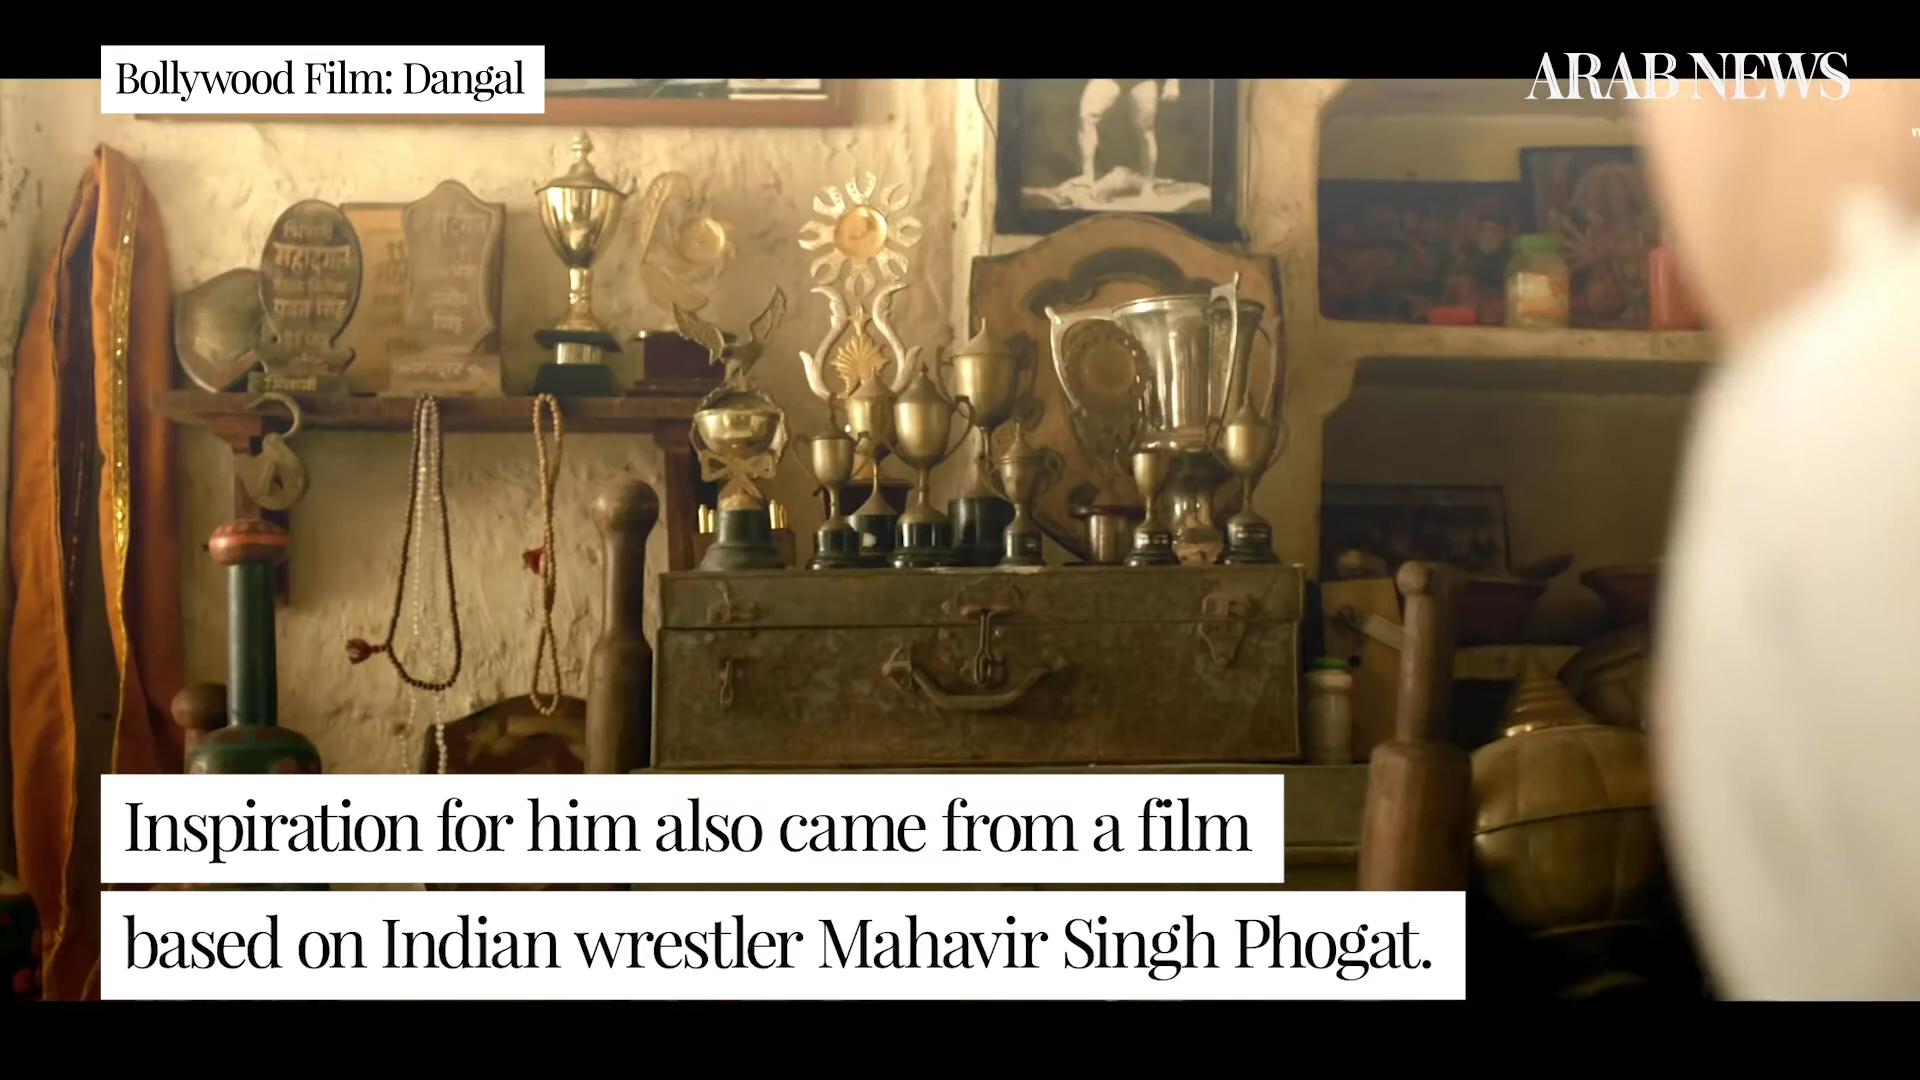 Bollywood Film: Dangal
ARAB NEWS
Inspiration for him also came from a film
based on Indian wrestler Mahavir Singh Phogat.